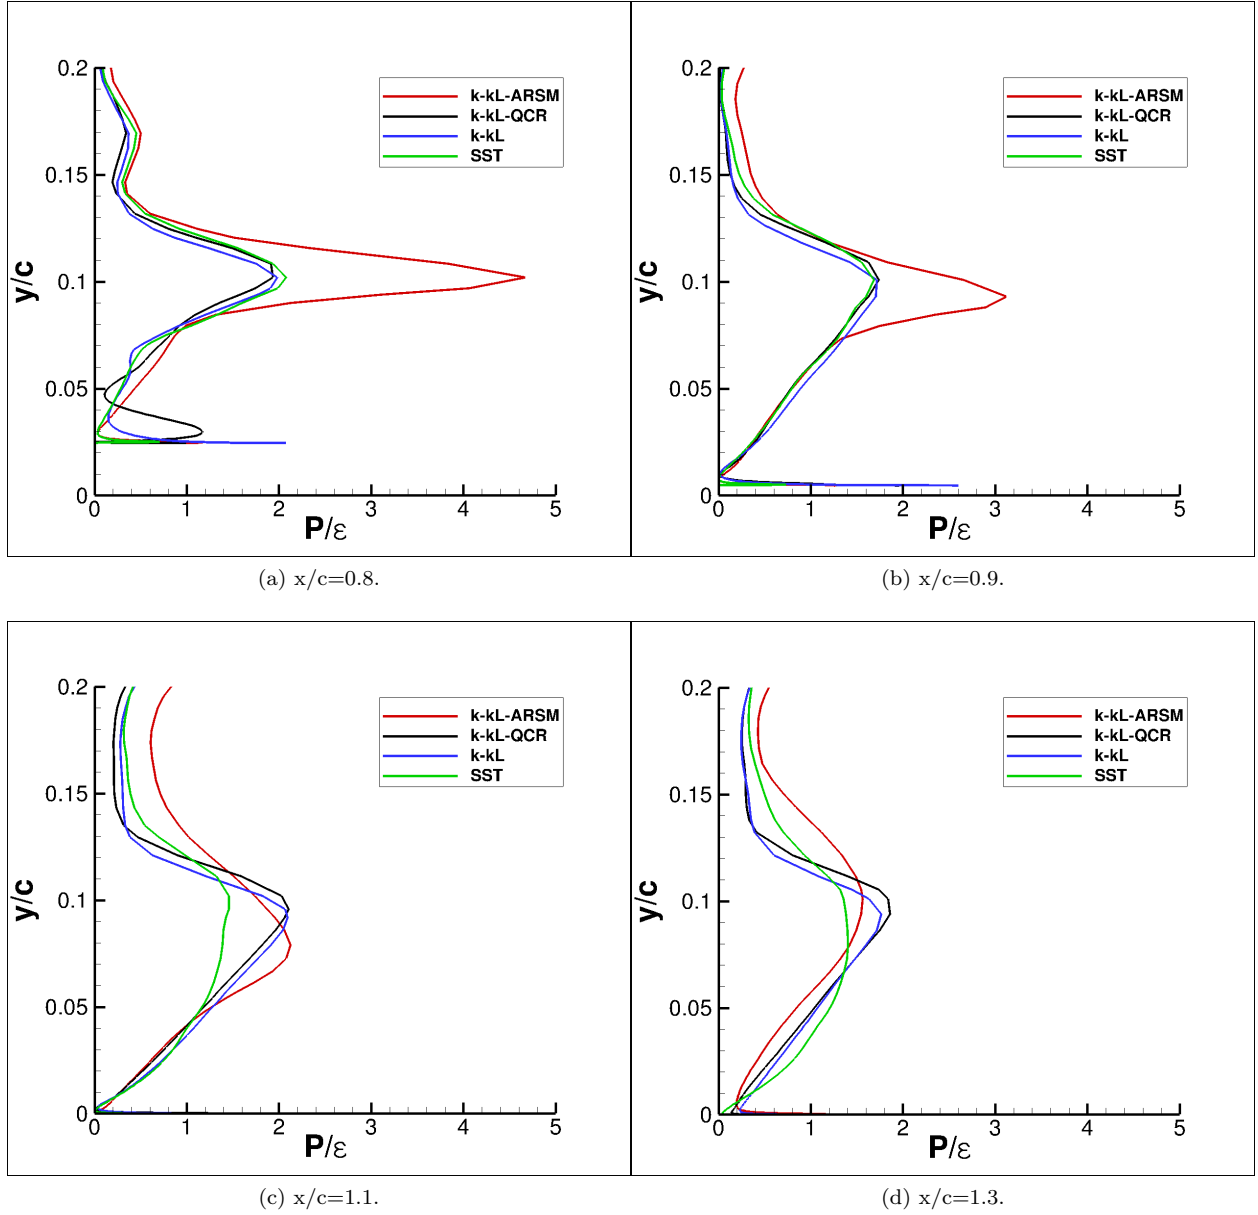 0.2
0.15
0.1
0.05
0
y/c
0 1 2 3 4 5
P/ε
k-kL-ARSM
k-kL-QCR
k-kL
SST
(a) x/c=0.8.
0.2
0.15
0.1
0.05
0
y/c
0 1 2 3 4 5
P/ε
k-kL-ARSM
k-kL-QCR
k-kL
SST
(b) x/c=0.9.
0.2
0.15
0.1
0.05
0
y/c
0 1 2 3 4 5
P/ε
k-kL-ARSM
k-kL-QCR
k-kL
SST
(c) x/c=1.1.
0.2
0.15
0.1
0.05
0
y/c
0 1 2 3 4 5
P/ε
k-kL-ARSM
k-kL-QCR
k-kL
SST
(d) x/c=1.3.